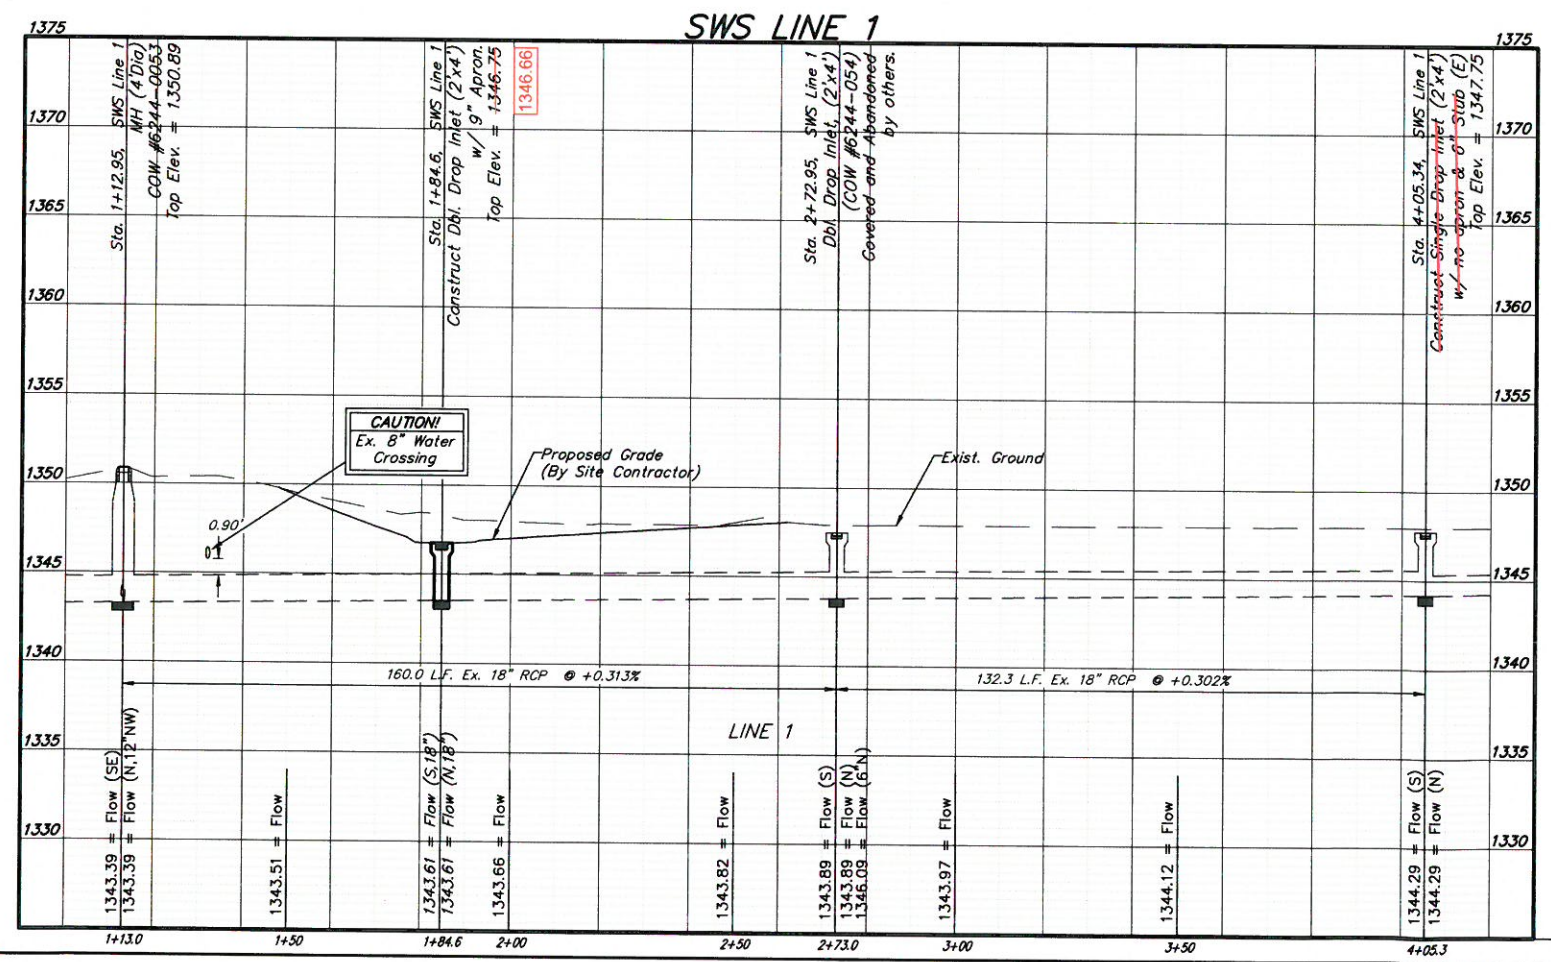 SWS LINE 1
1375
1370
1365
1360
1355
1350
1345
1340
1335
1330
1375
1370
1365
1360
1355
1350
1345
1340
1335
1330
Sta. 1+12.95, SWS Line 1
MH (4'Dia)
COW #6244-0053
Top Elev. = 1350.89
Sta. 1+84.6, SWS Line 1
Construct Dbl. Drop Inlet (2'x4')
w/ 9" Apron.
Top Elev. = 1346.75
1346.66
Sta. 2+72.95, SWS Line 1
Dbl. Drop Inlet, (2'x4')
(COW #6244-054)
Covered and Abandoned
by others.
Sta. 4+05.34, SWS Line 1
Construct Single Drop Inlet (2'x4')
w/ no apron & 6" Stub (E)
Top Elev. = 1347.75
CAUTION!
Ex. 8" Water
Crossing
0.90'
Proposed Grade
(By Site Contractor)
Exist. Ground
160.0 L.F. Ex. 18" RCP @ +0.313%
132.3 L.F. Ex. 18" RCP @ +0.302%
LINE 1
1343.39 = Flow (SE)
1343.39 = Flow (N,12"NW)
1343.51 = Flow
1343.61 = Flow (S,18")
1343.61 = Flow (N,18")
1343.66 = Flow
1343.82 = Flow
1343.89 = Flow (S)
1343.89 = Flow (N)
1346.09 = Flow (6"N)
1343.97 = Flow
1344.12 = Flow
1344.29 = Flow (S)
1344.29 = Flow (N)
1+13.0
1+50
1+84.6
2+00
2+50
2+73.0
3+00
3+50
4+05.3